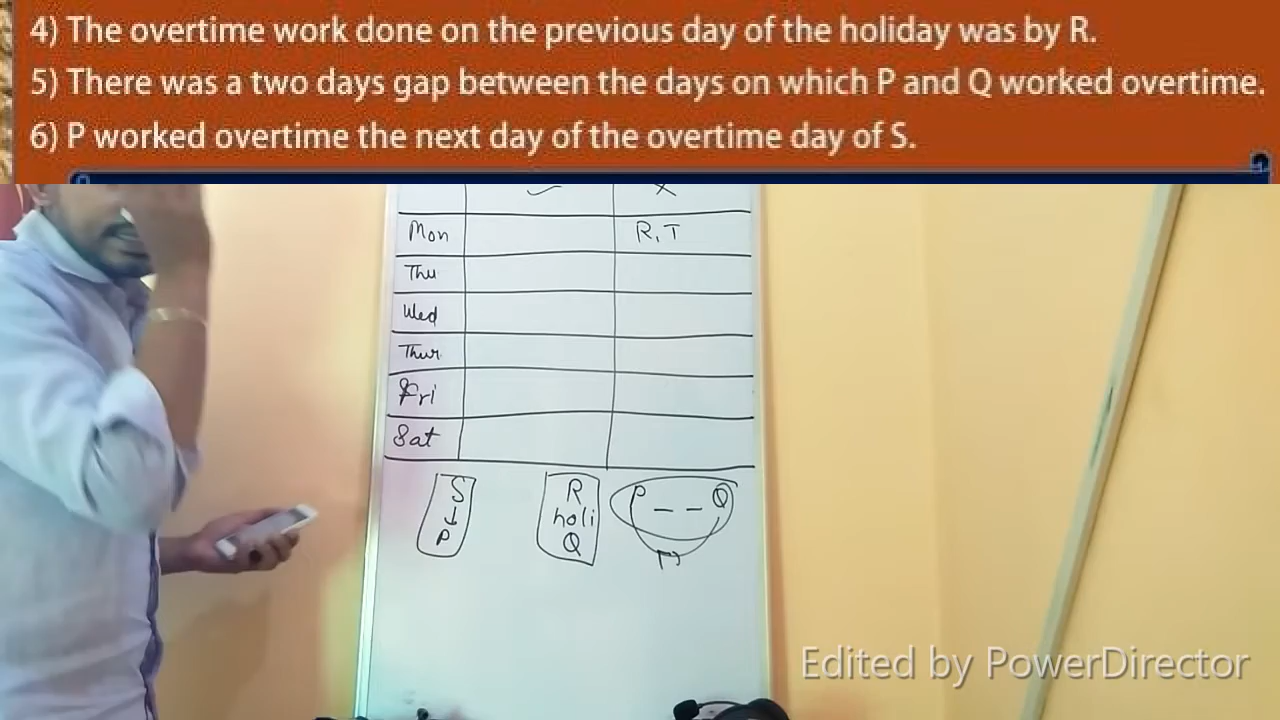 4) The overtime work done on the previous day of the holiday was by R.
5) There was a two days gap between the days on which P and Q worked overtime.
6) P worked overtime the next day of the overtime day of S.
✓ X
Mon R, T
Thu
Wed
Thur
Fri
Sat
S R P _ _ Q
↓ holi
P Q
Edited by PowerDirector